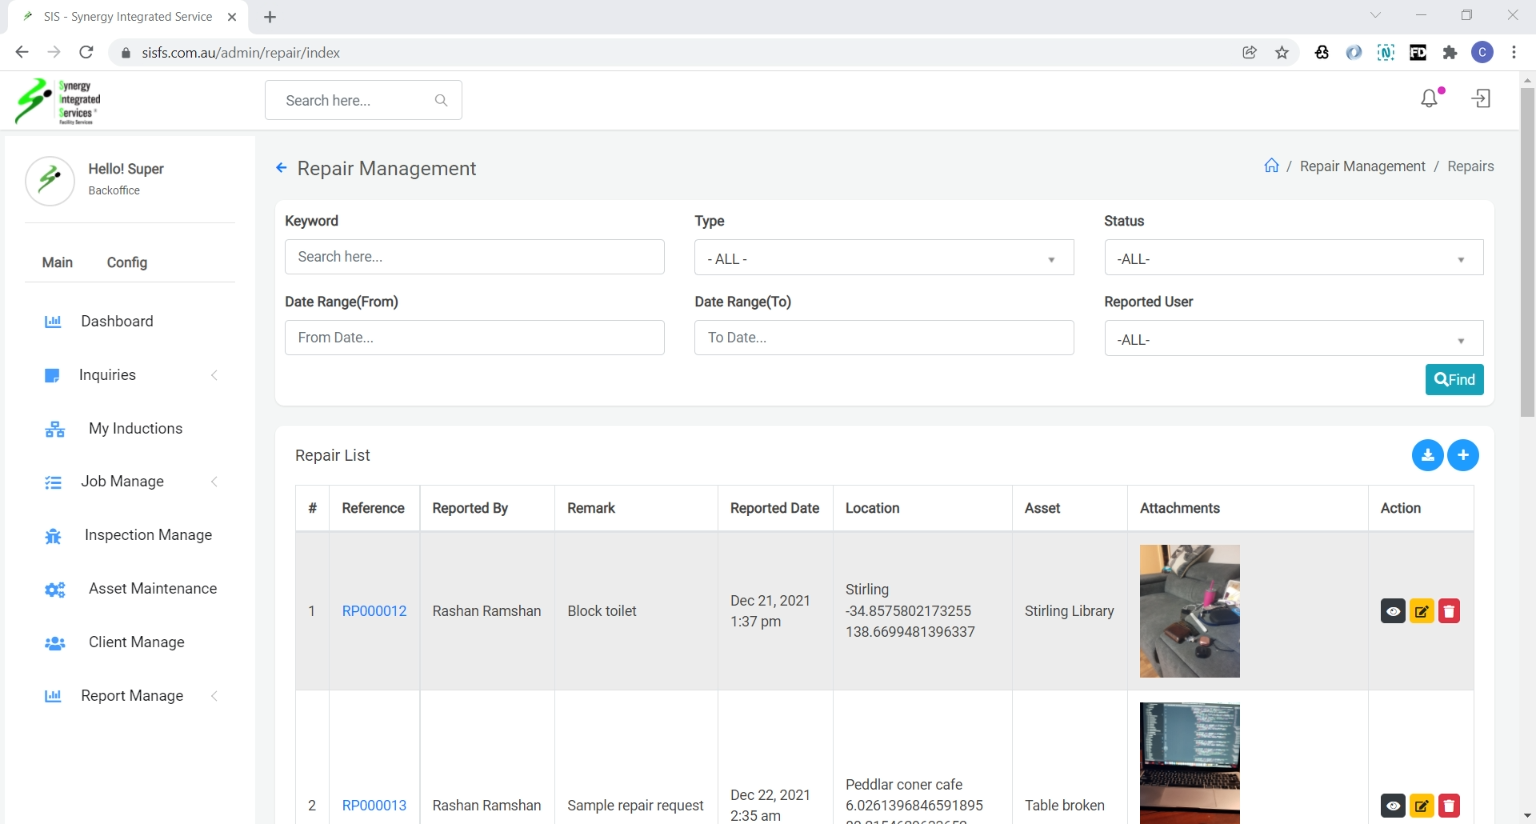 SIS - Synergy Integrated Service
sisfs.com.au/admin/repair/index
FD
C
Synergy
Integrated
Services
Facility Services
Search here...
Hello! Super
Backoffice
Main Config
Dashboard
Inquiries
My Inductions
Job Manage
Inspection Manage
Asset Maintenance
Client Manage
Report Manage
Repair Management
/ Repair Management / Repairs
Keyword
Type
Status
Search here...
- ALL -
-ALL-
Date Range(From)
Date Range(To)
Reported User
From Date...
To Date...
-ALL-
Find
Repair List
# Reference Reported By Remark Reported Date Location Asset Attachments Action
1 RP000012 Rashan Ramshan Block toilet
Dec 21, 2021
1:37 pm
Stirling
-34.8575802173255
138.6699481396337
Stirling Library
2 RP000013 Rashan Ramshan Sample repair request
Dec 22, 2021
2:35 am
Peddlar coner cafe
6.0261396846591895
Table broken